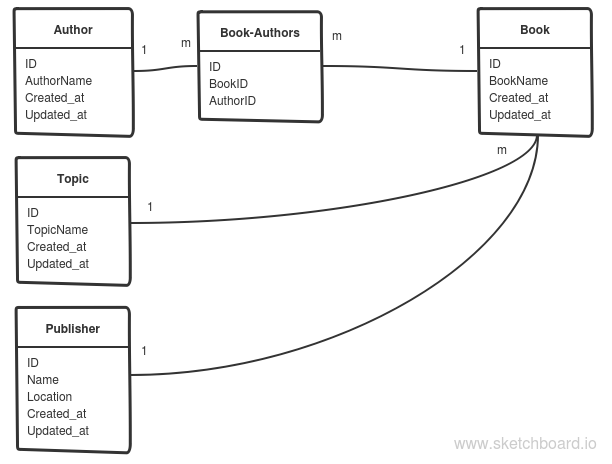 Author
ID
AuthorName
Created_at
Updated_at
1
m
Book-Authors
ID
BookID
AuthorID
m
1
Book
ID
BookName
Created_at
Updated_at
m
Topic
ID
TopicName
Created_at
Updated_at
1
Publisher
ID
Name
Location
Created_at
Updated_at
1
www.sketchboard.io